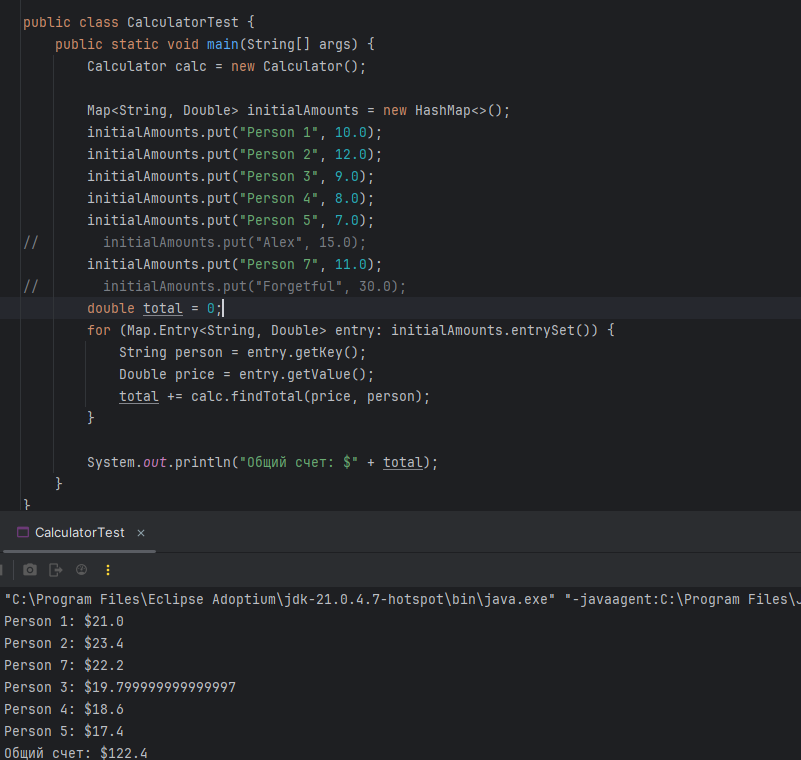 public class CalculatorTest {
public static void main(String[] args) {
Calculator calc = new Calculator();
Map<String, Double> initialAmounts = new HashMap<>();
initialAmounts.put("Person 1", 10.0);
initialAmounts.put("Person 2", 12.0);
initialAmounts.put("Person 3", 9.0);
initialAmounts.put("Person 4", 8.0);
initialAmounts.put("Person 5", 7.0);
// initialAmounts.put("Alex", 15.0);
initialAmounts.put("Person 7", 11.0);
// initialAmounts.put("Forgetful", 30.0);
double total = 0;
for (Map.Entry<String, Double> entry: initialAmounts.entrySet()) {
String person = entry.getKey();
Double price = entry.getValue();
total += calc.findTotal(price, person);
}
System.out.println("Общий счет: $" + total);
}
}
CalculatorTest ×
"C:\Program Files\Eclipse Adoptium\jdk-21.0.4.7-hotspot\bin\java.exe" "-javaagent:C:\Program Files\J
Person 1: $21.0
Person 2: $23.4
Person 7: $22.2
Person 3: $19.799999999999997
Person 4: $18.6
Person 5: $17.4
Общий счет: $122.4